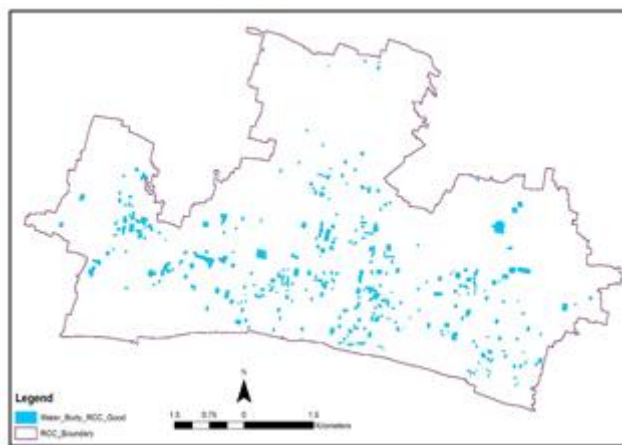 N
Legend
Water_Body_RCC_Good
RCC_Boundary
1.5 0.75 0 1.5
Kilometers